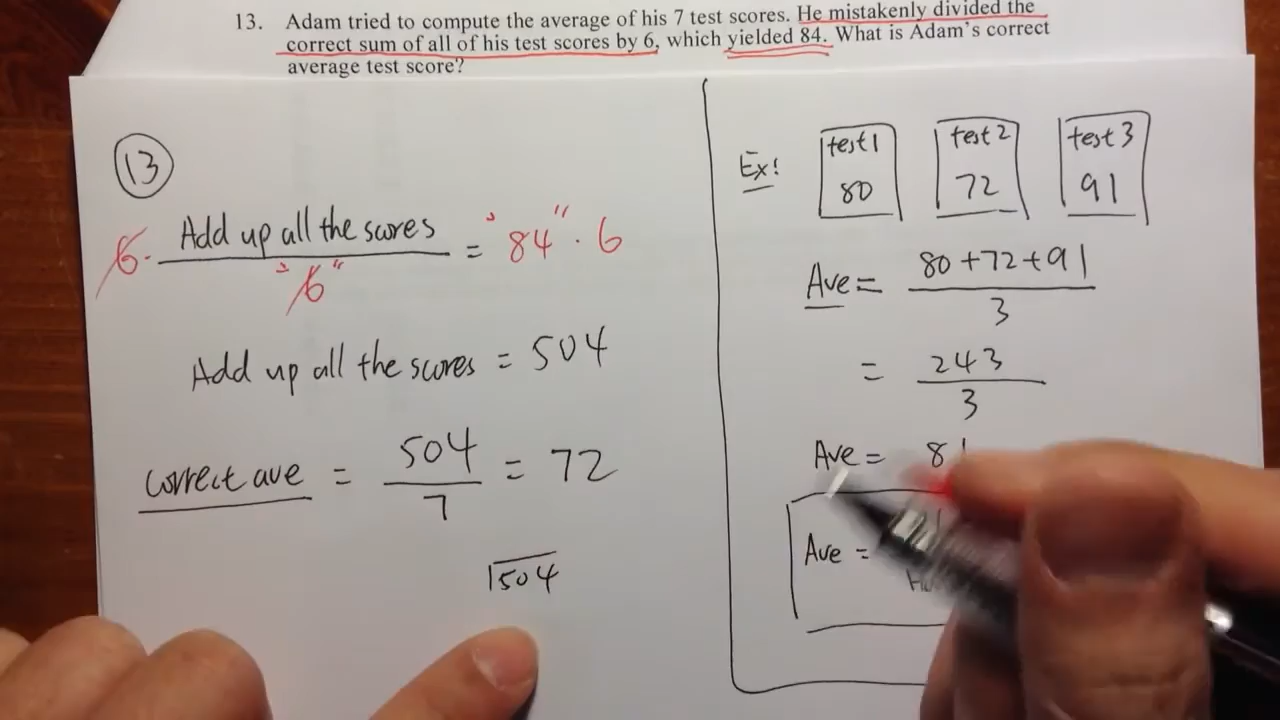 13. Adam tried to compute the average of his 7 test scores. He mistakenly divided the
correct sum of all of his test scores by 6, which yielded 84. What is Adam's correct
average test score?
13
6 · Add up all the scores / "6" = "84" · 6
Add up all the scores = 504
correct ave = 504 / 7 = 72
504
Ex:
test 1
80
test 2
72
test 3
91
Ave = 80 + 72 + 91 / 3
= 243 / 3
Ave = 81
Ave =